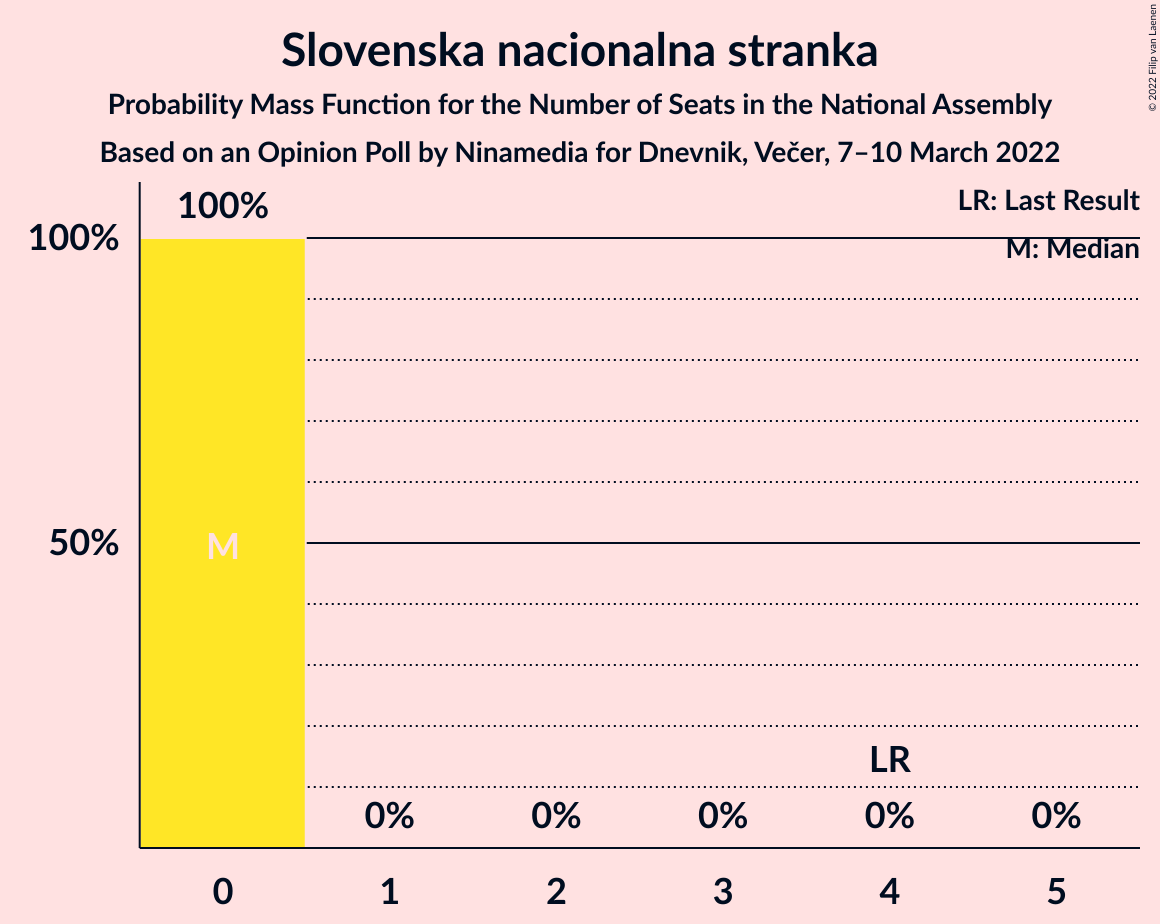 Slovenska nacionalna stranka
Probability Mass Function for the Number of Seats in the National Assembly
Based on an Opinion Poll by Ninamedia for Dnevnik, Večer, 7–10 March 2022
© 2022 Filip van Laenen
LR: Last Result
M: Median
100%
100%
50%
M
LR
0% 0% 0% 0% 0%
0 1 2 3 4 5